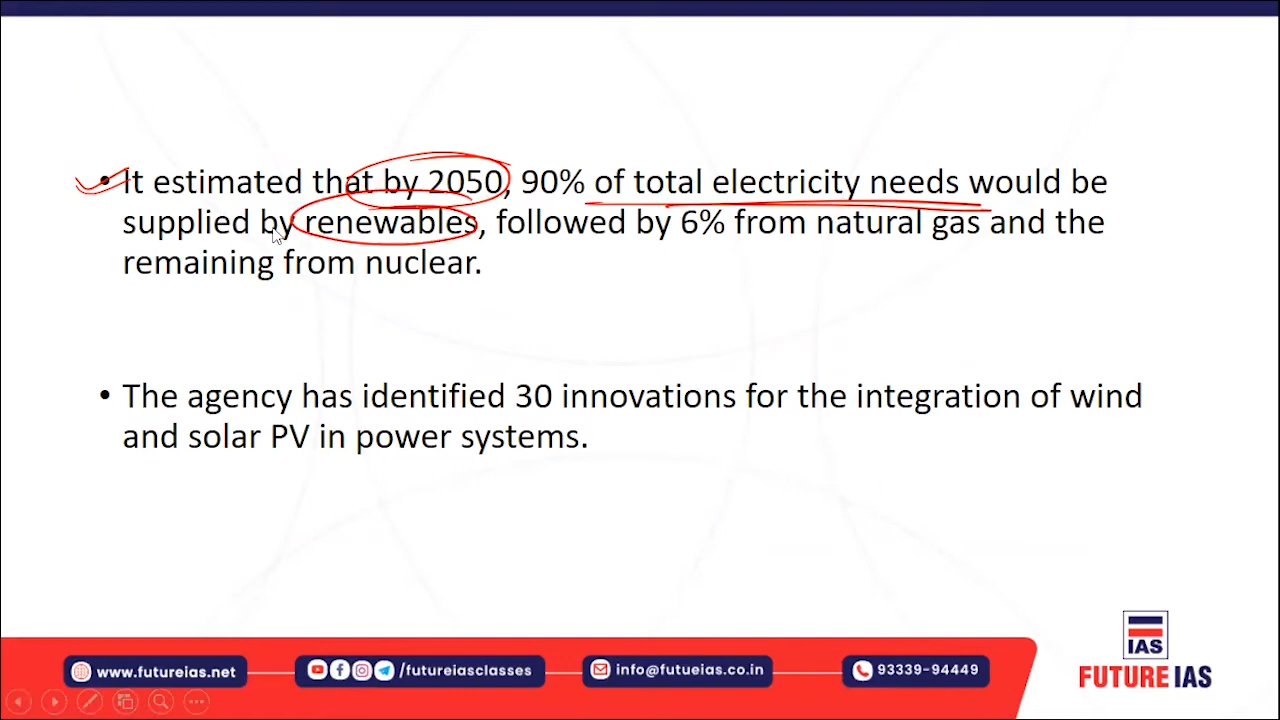 • It estimated that by 2050, 90% of total electricity needs would be
supplied by renewables, followed by 6% from natural gas and the
remaining from nuclear.
• The agency has identified 30 innovations for the integration of wind
and solar PV in power systems.
IAS
FUTURE IAS
www.futureias.net
/futureiasclasses
info@futueias.co.in
93339-94449